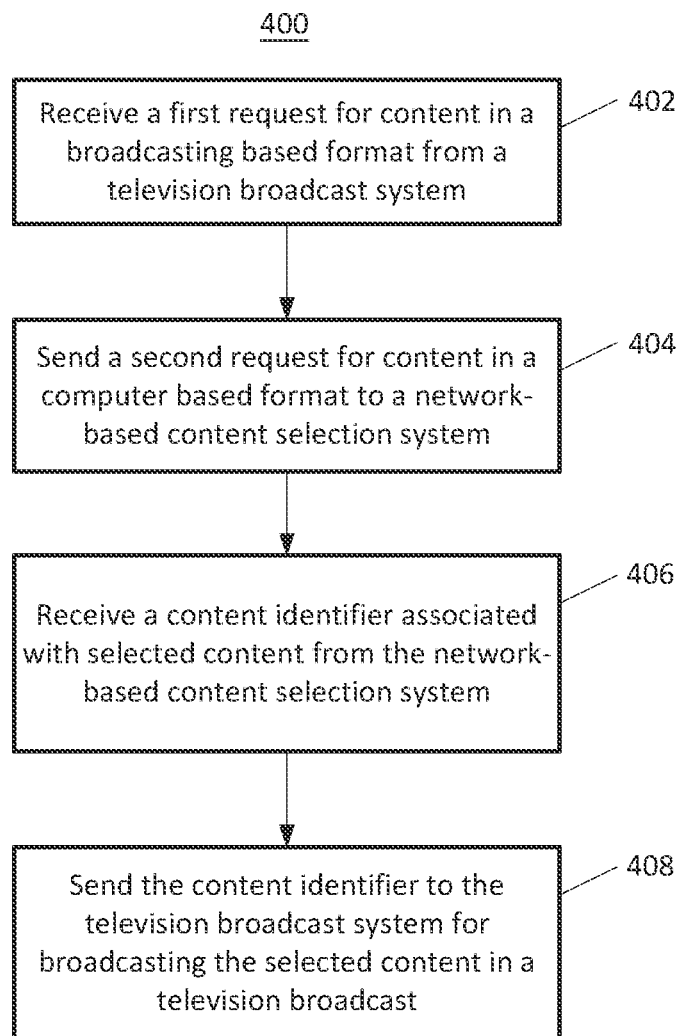 400
Receive a first request for content in a
broadcasting based format from a
television broadcast system
402
Send a second request for content in a
computer based format to a network-
based content selection system
404
Receive a content identifier associated
with selected content from the network-
based content selection system
406
Send the content identifier to the
television broadcast system for
broadcasting the selected content in a
television broadcast
408